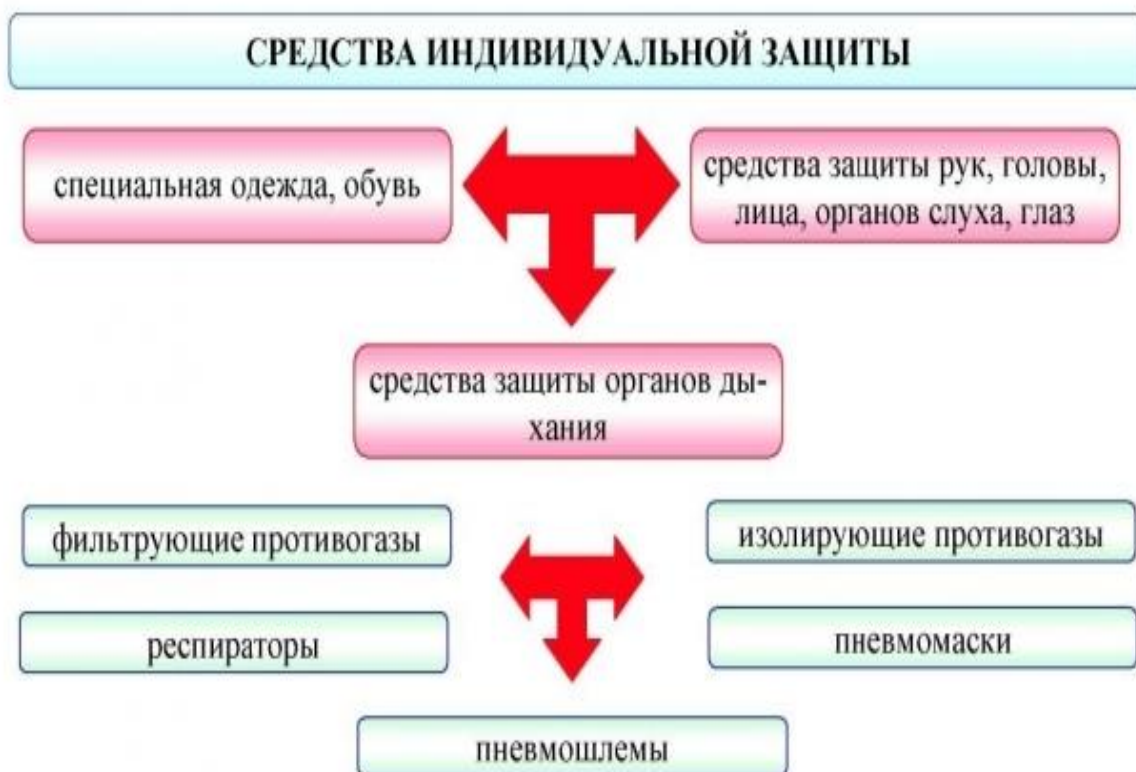 СРЕДСТВА ИНДИВИДУАЛЬНОЙ ЗАЩИТЫ
специальная одежда, обувь
средства защиты рук, головы,
лица, органов слуха, глаз
средства защиты органов ды-
хания
фильтрующие противогазы
изолирующие противогазы
респираторы
пневмомаски
пневмошлемы